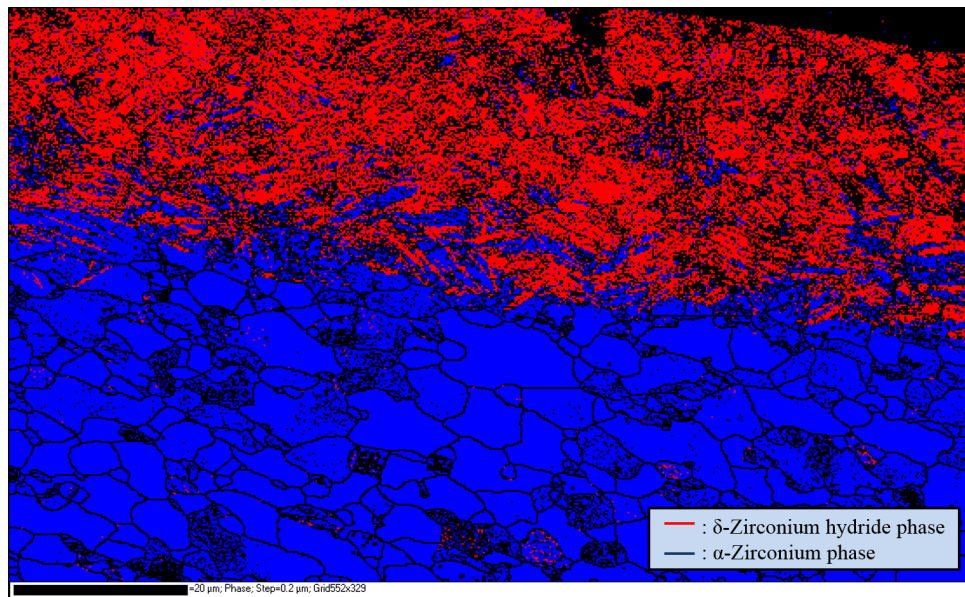 : δ-Zirconium hydride phase
: α-Zirconium phase
=20 μm; Phase; Step=0.2 μm; Grid552x329